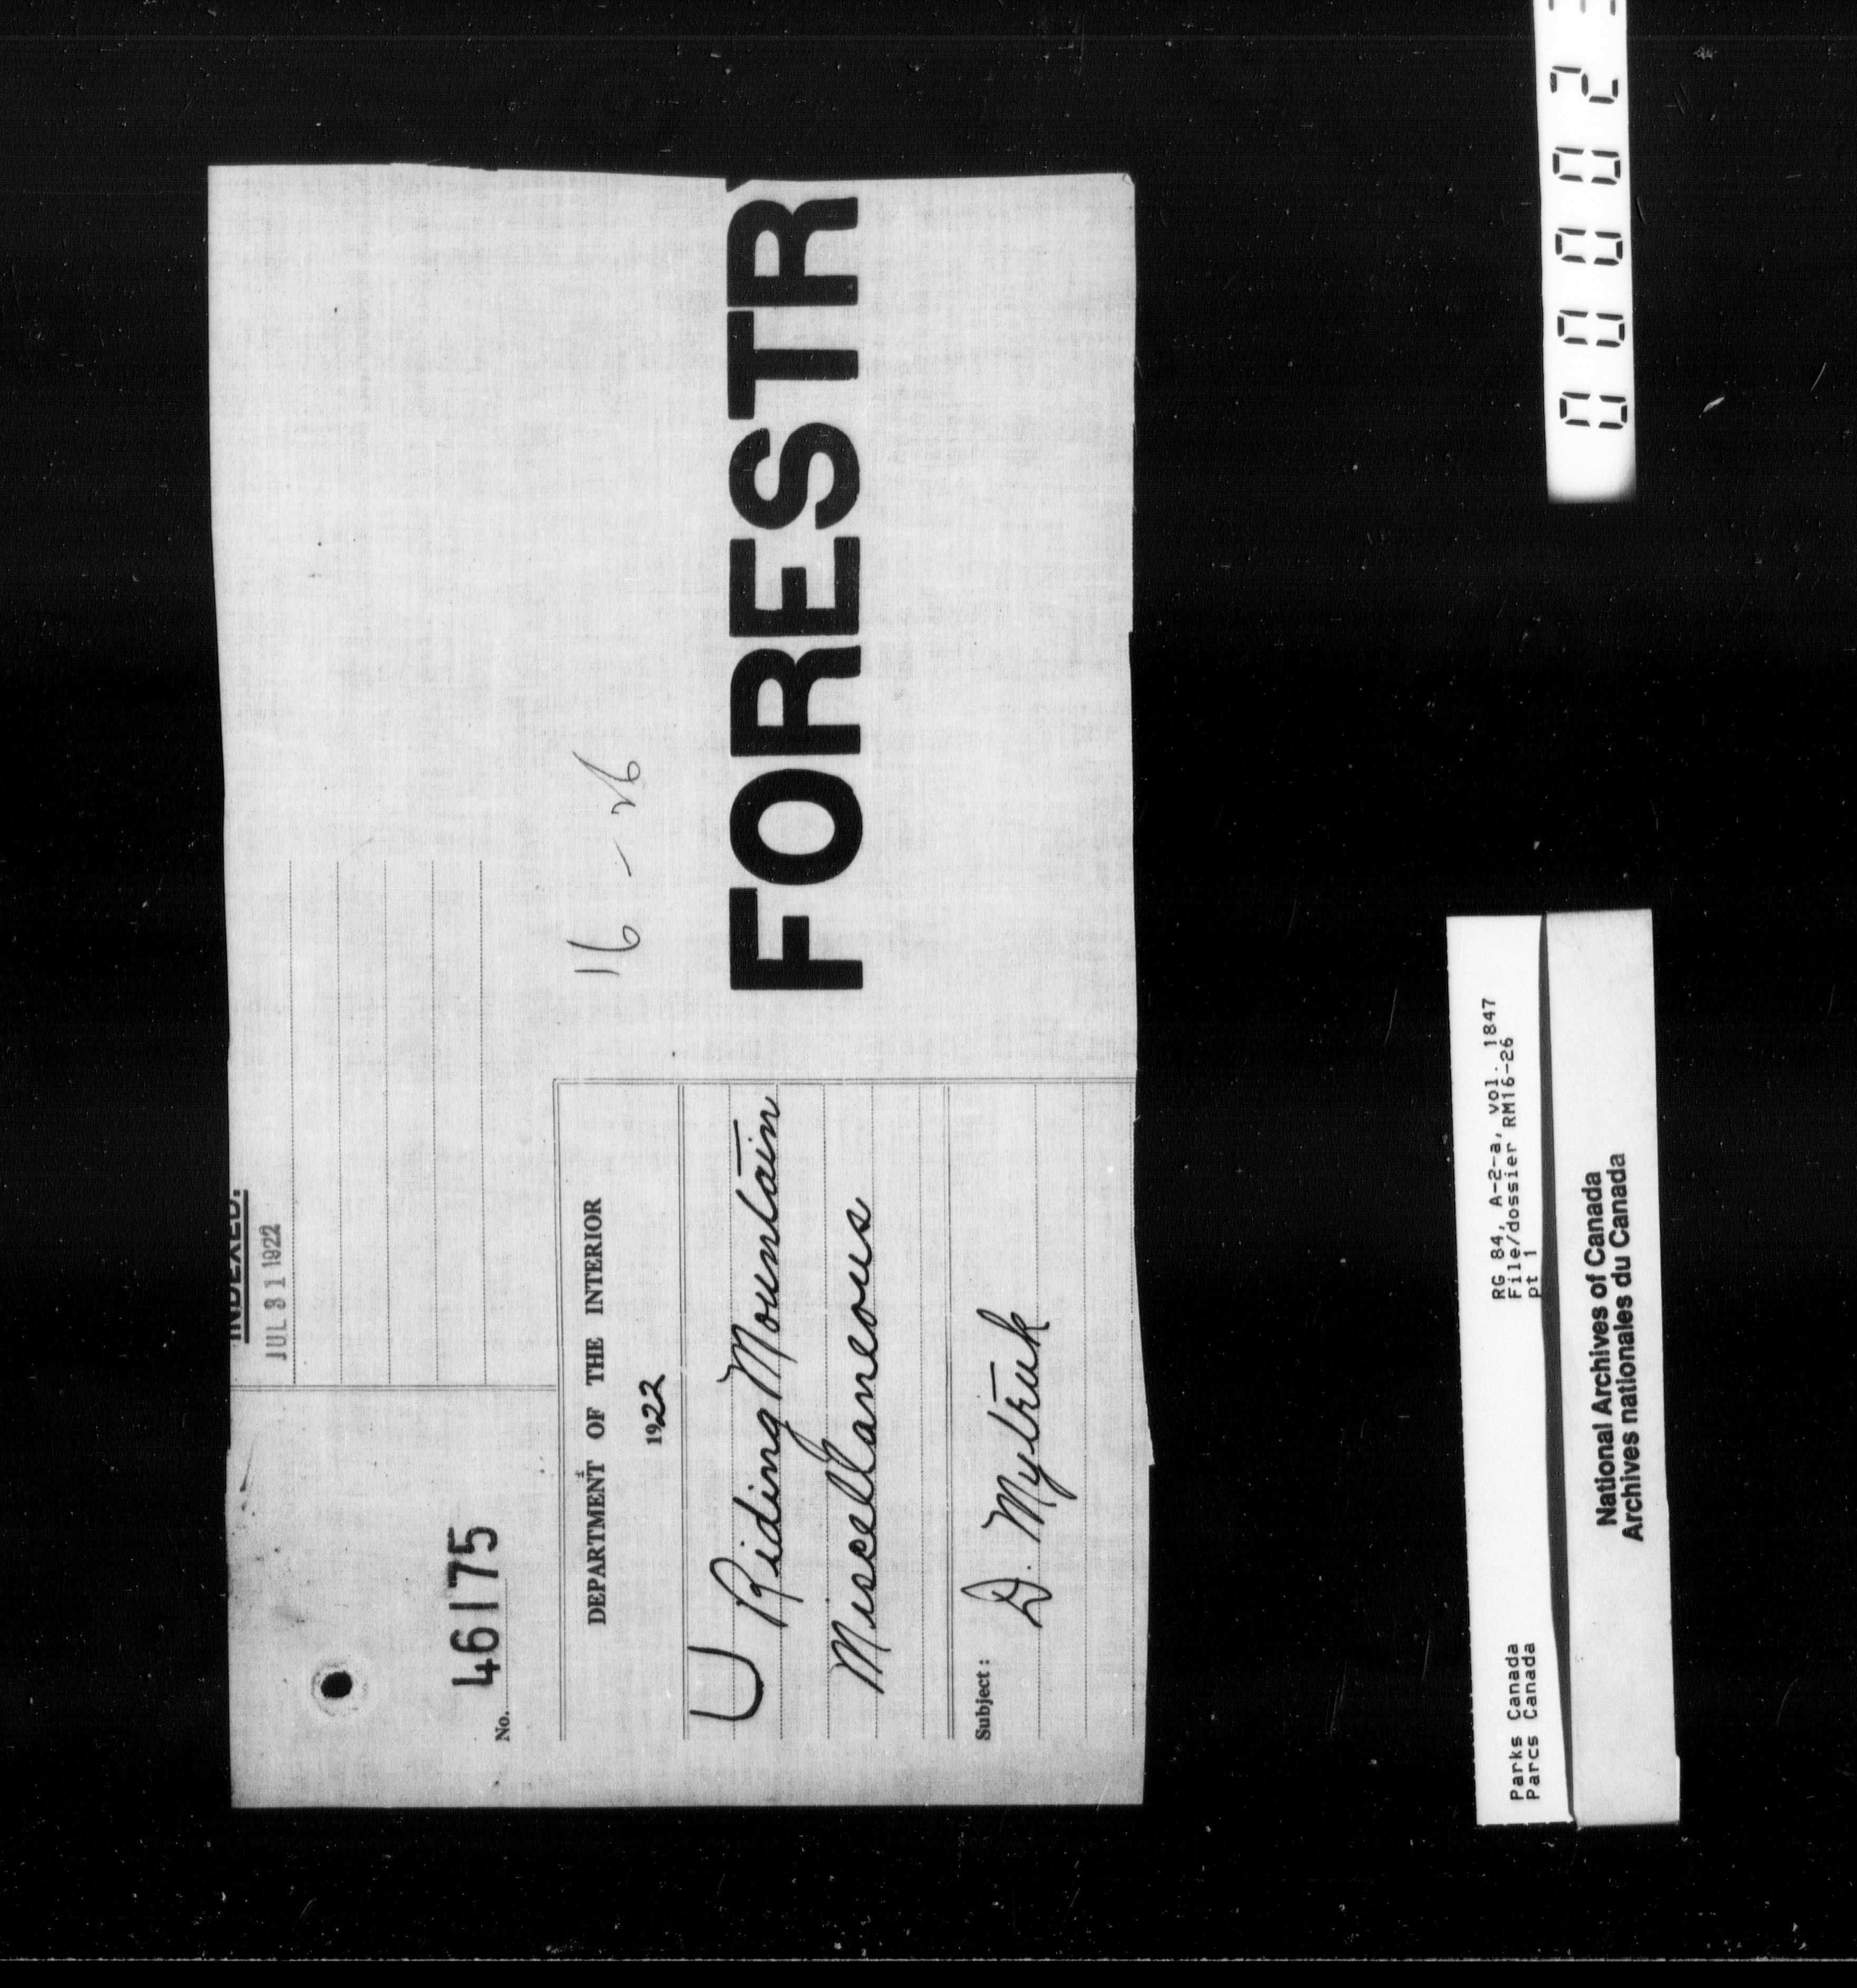 INDEXED.
JUL 31 1922
No. 46175
DEPARTMENT OF THE INTERIOR
1922
16-26
U Riding Mountain
Miscellaneous
FORESTR
Subject: D. Mytruk
Parks Canada
Parcs Canada
RG 84, A-2-a, vol. 1847
File/dossier RM16-26
pt 1
National Archives of Canada
Archives nationales du Canada
00002